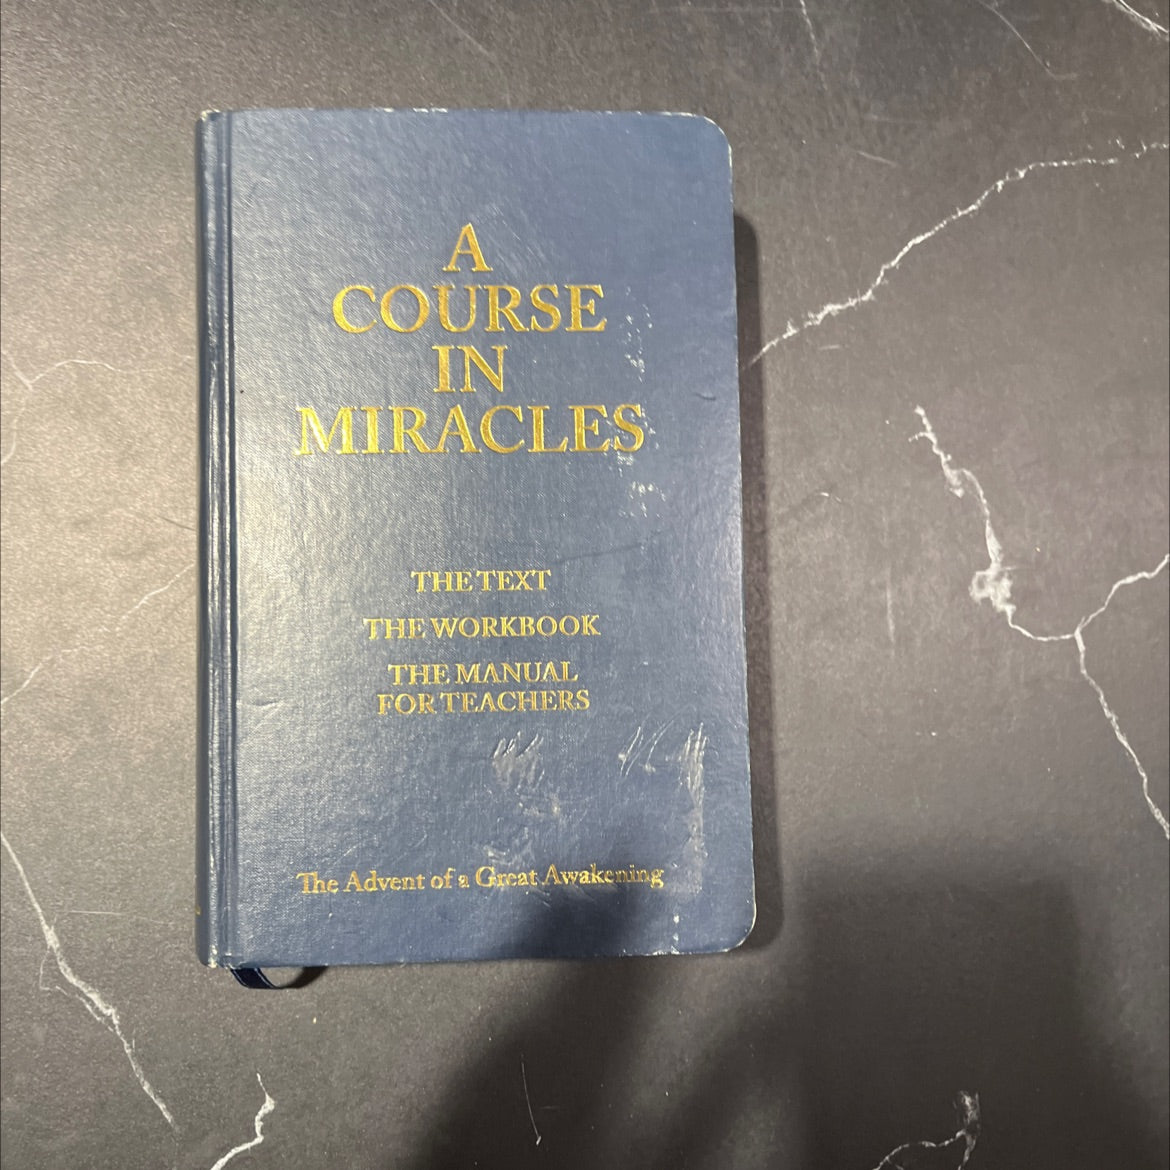 A
COURSE
IN
MIRACLES
THE TEXT
THE WORKBOOK
THE MANUAL
FOR TEACHERS
The Advent of a Great Awakening